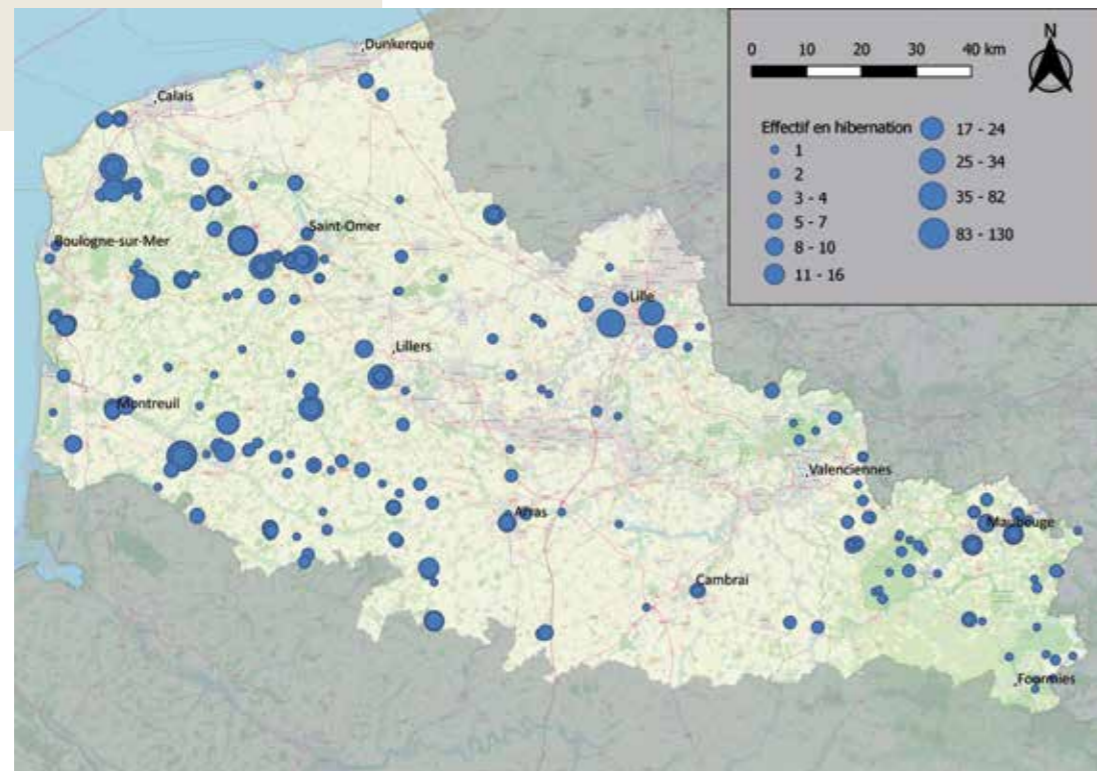 Dunkerque
Calais
Saint-Omer
Boulogne-sur-Mer
Lille
Lillers
Montreuil
Valenciennes
Arras
Maubouge
Cambrai
Fourmies
0 10 20 30 40 km
N
Effectif en hibernation
1
2
3 - 4
5 - 7
8 - 10
11 - 16
17 - 24
25 - 34
35 - 82
83 - 130